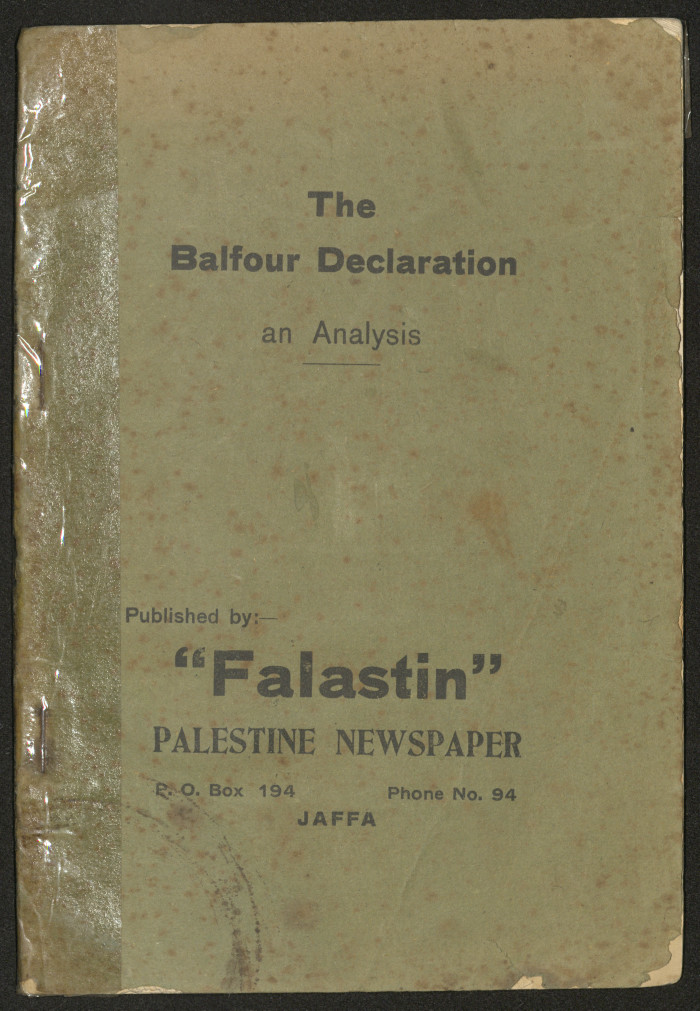 The
Balfour Declaration
an Analysis
Published by:—
“Falastin”
PALESTINE NEWSPAPER
P. O. Box 194 Phone No. 94
JAFFA